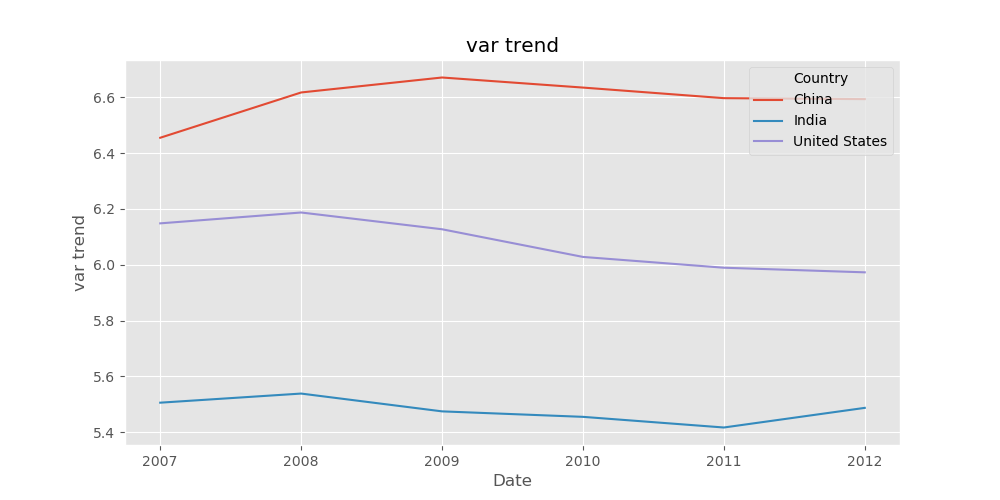 var trend
Country
China
India
United States
6.6
6.4
6.2
6.0
5.8
5.6
5.4
var trend
2007 2008 2009 2010 2011 2012
Date